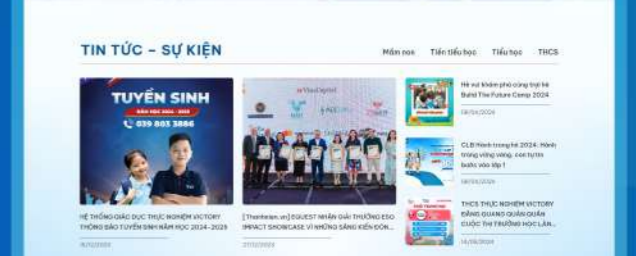 TIN TỨC – SỰ KIỆN
Mầm non Tiền tiểu học Tiểu học THCS
TUYỂN SINH
NĂM HỌC 2024 - 2025
039 803 3886
HỆ THỐNG GIÁO DỤC THỰC NGHIỆM VICTORY
THÔNG BÁO TUYỂN SINH NĂM HỌC 2024-2025
VinaCapital
[Thanhnien.vn] EQUEST NHẬN GIẢI THƯỞNG ESG
IMPACT SHOWCASE VÌ NHỮNG SÁNG KIẾN ĐÓN...
Hè vui khám phá cùng trại hè
Build The Future Camp 2024
CLB Hành trang hè 2024: Hành
trang vững vàng, con tự tin
bước vào lớp 1
THCS THỰC NGHIỆM VICTORY
ĐĂNG QUANG QUÁN QUÂN
CUỘC THI TRƯỜNG HỌC LÀN...